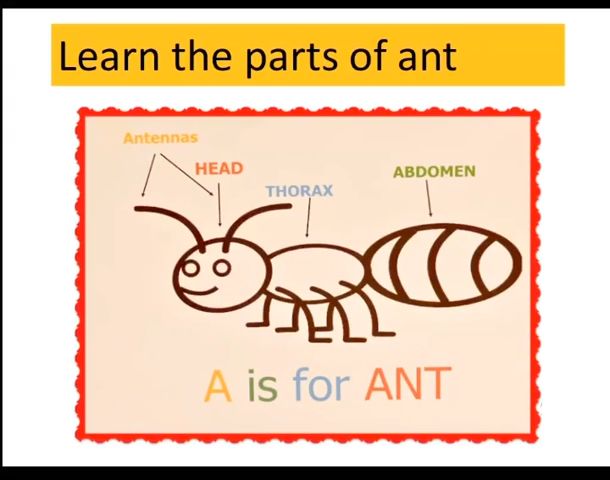 Learn the parts of ant
Antennas
HEAD
THORAX
ABDOMEN
A is for ANT